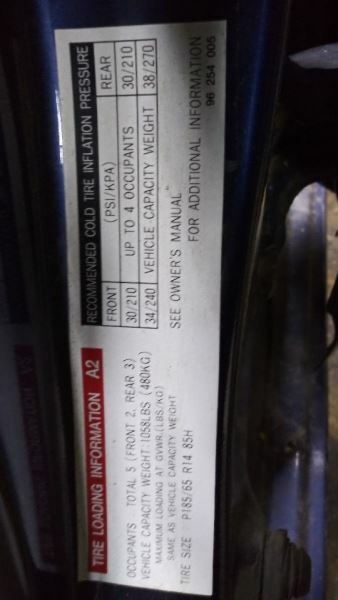 TIRE LOADING INFORMATION A2
OCCUPANTS TOTAL 5 (FRONT 2, REAR 3)
VEHICLE CAPACITY WEIGHT 1058LBS (480KG)
MAXIMUM LOADING AT GVWR.(LBS/KG)
SAME AS VEHICLE CAPACITY WEIGHT
TIRE SIZE P185/65 R14 85H
RECOMMENDED COLD TIRE INFLATION PRESSURE
FRONT (PSI/KPA) REAR
30/210 UP TO 4 OCCUPANTS 30/210
34/240 VEHICLE CAPACITY WEIGHT 38/270
SEE OWNER'S MANUAL
FOR ADDITIONAL INFORMATION
96 254 005